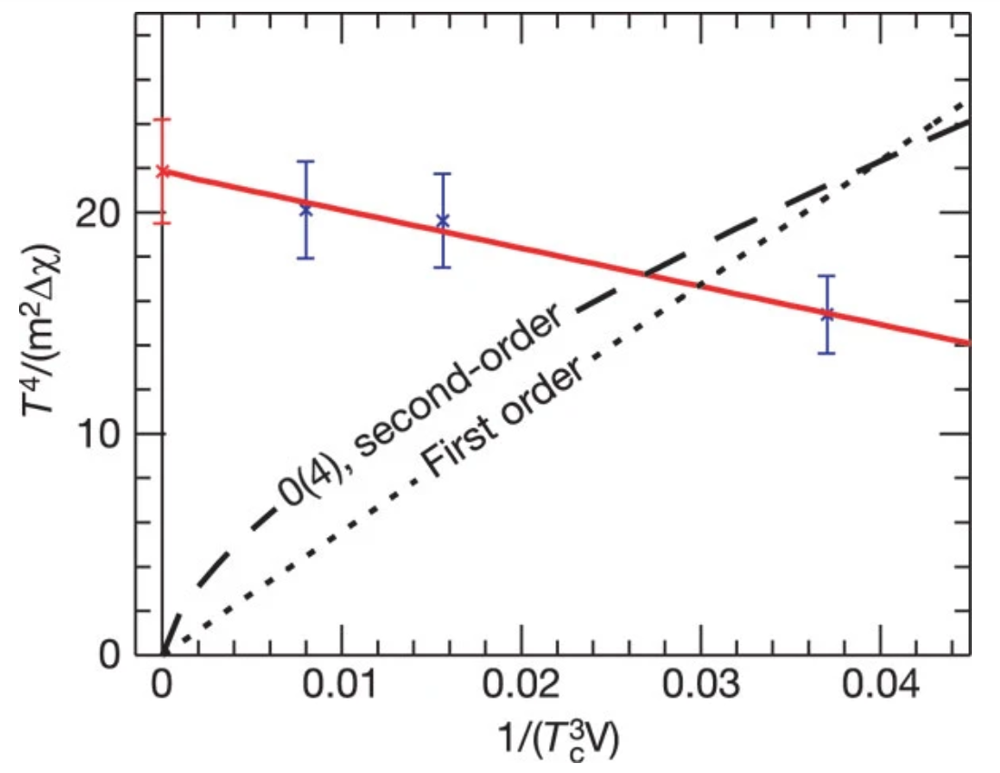 T⁴/(m²Δχ)
20
10
0
0(4), second-order
First order
0
0.01
0.02
0.03
0.04
1/(T³cV)